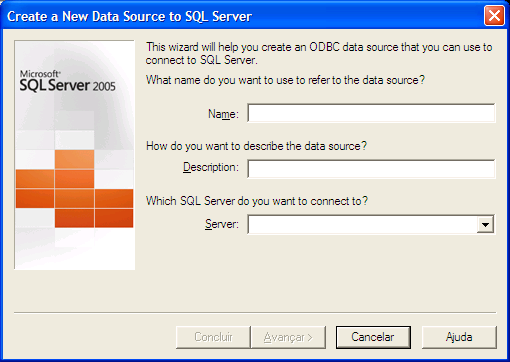 Create a New Data Source to SQL Server
Microsoft®
SQL Server 2005
This wizard will help you create an ODBC data source that you can use to
connect to SQL Server.
What name do you want to use to refer to the data source?
Name:
How do you want to describe the data source?
Description:
Which SQL Server do you want to connect to?
Server:
Concluir
Avançar >
Cancelar
Ajuda